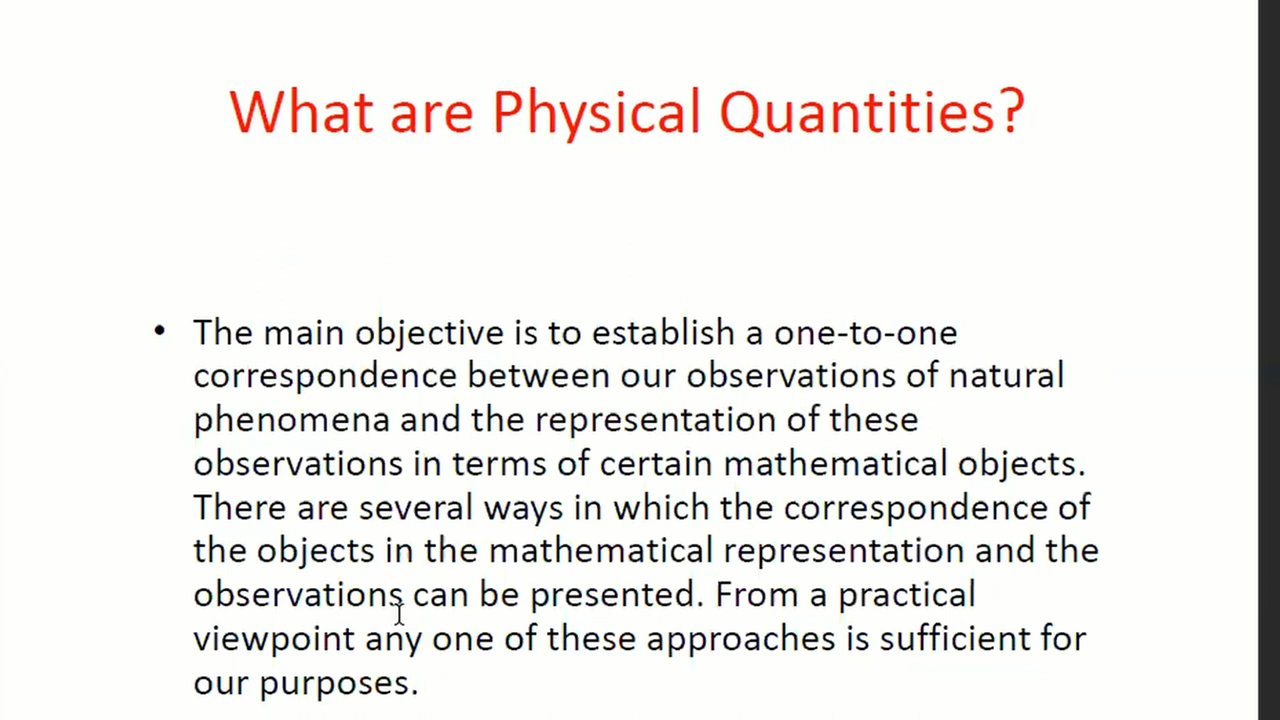 What are Physical Quantities?
• The main objective is to establish a one-to-one
correspondence between our observations of natural
phenomena and the representation of these
observations in terms of certain mathematical objects.
There are several ways in which the correspondence of
the objects in the mathematical representation and the
observations can be presented. From a practical
viewpoint any one of these approaches is sufficient for
our purposes.